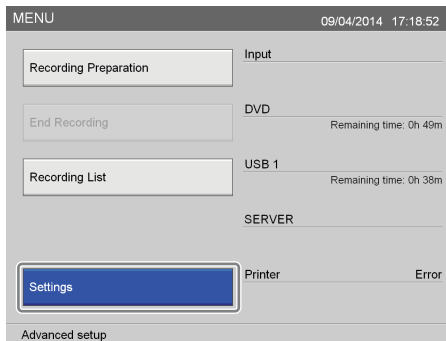 MENU
09/04/2014 17:18:52
Recording Preparation
End Recording
Recording List
Settings
Input
DVD
Remaining time: 0h 49m
USB 1
Remaining time: 0h 38m
SERVER
Printer Error
Advanced setup